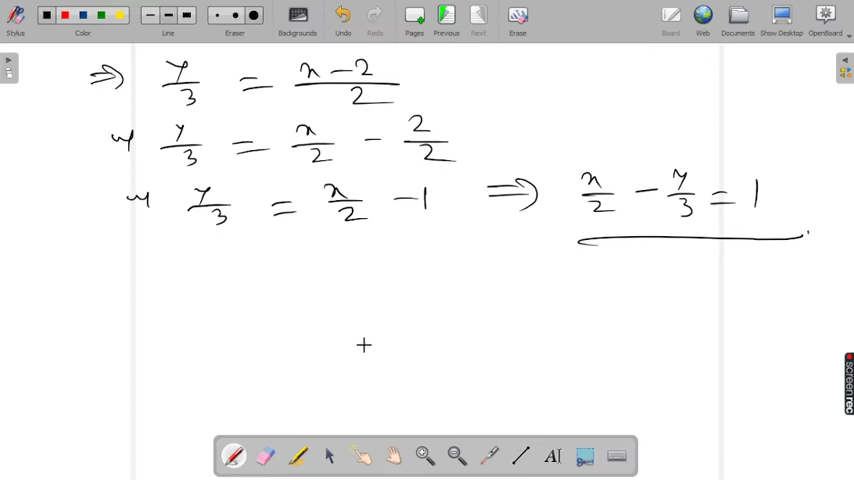 Stylus Color Line Eraser Backgrounds Undo Redo Pages Previous Next Erase Board Web Documents Show Desktop OpenBoard
⇒ y/3 = (x-2)/2
y/3 = x/2 - 2/2
y/3 = x/2 - 1 ⇒ x/2 - y/3 = 1
screenrec